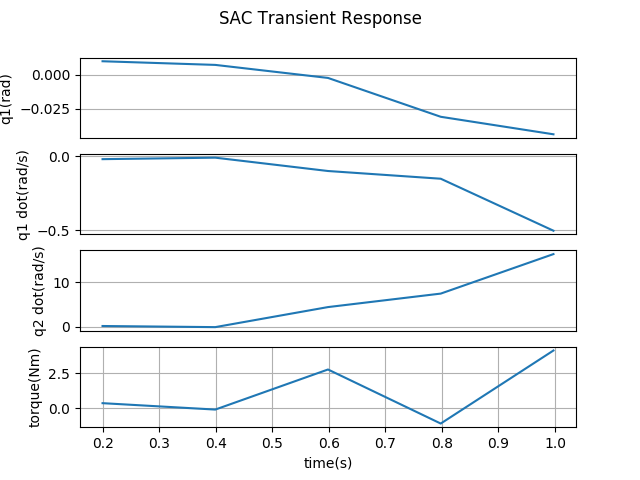 SAC Transient Response
0.000
−0.025
q1(rad)
0.0
−0.5
q1 dot(rad/s)
10
0
q2 dot(rad/s)
2.5
0.0
torque(Nm)
0.2 0.3 0.4 0.5 0.6 0.7 0.8 0.9 1.0
time(s)